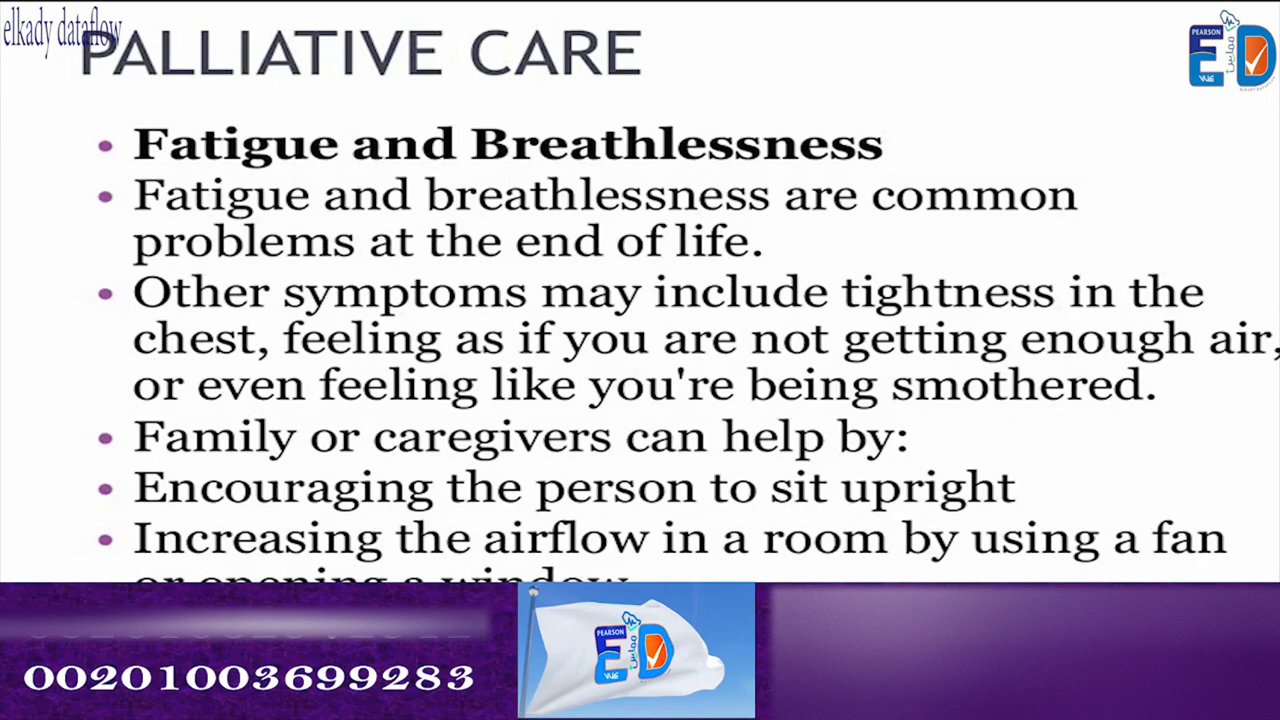 elkady dataflow
PALLIATIVE CARE
PEARSON
• Fatigue and Breathlessness
• Fatigue and breathlessness are common
problems at the end of life.
• Other symptoms may include tightness in the
chest, feeling as if you are not getting enough air,
or even feeling like you're being smothered.
• Family or caregivers can help by:
• Encouraging the person to sit upright
• Increasing the airflow in a room by using a fan
or opening a window
00201003699283
PEARSON